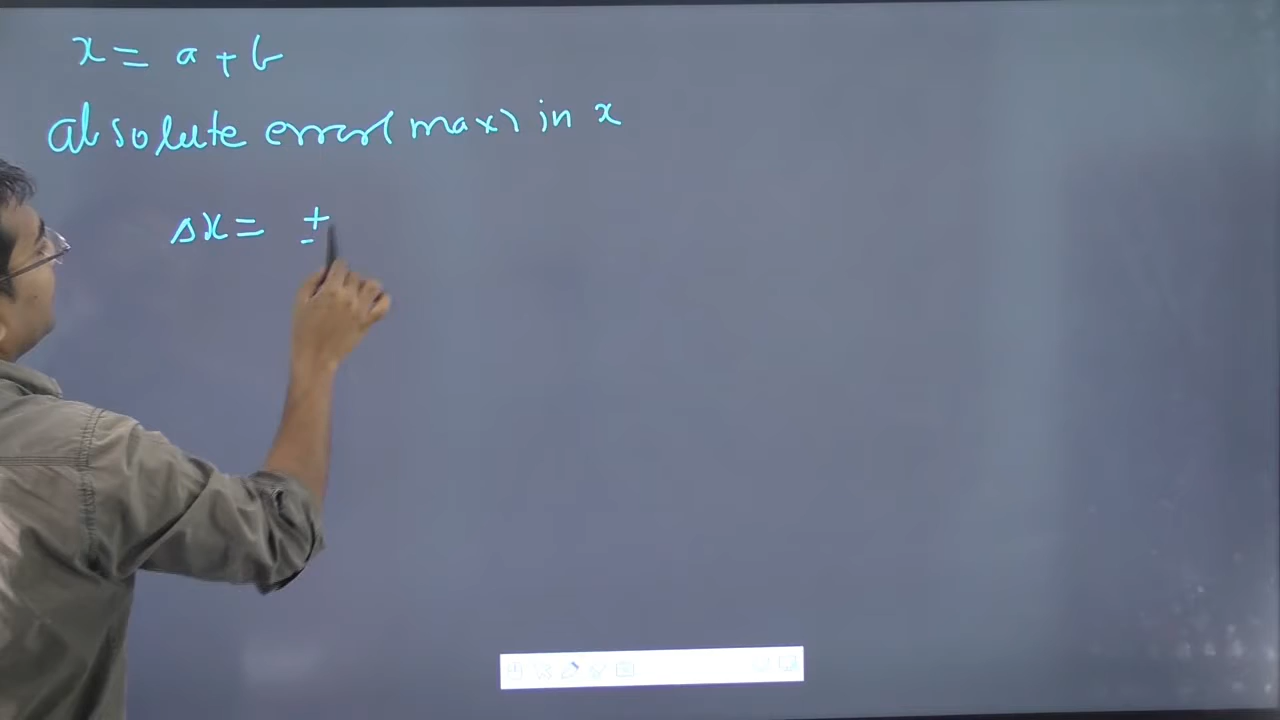 x = a + b
absolute error (max) in x
Δx = ±